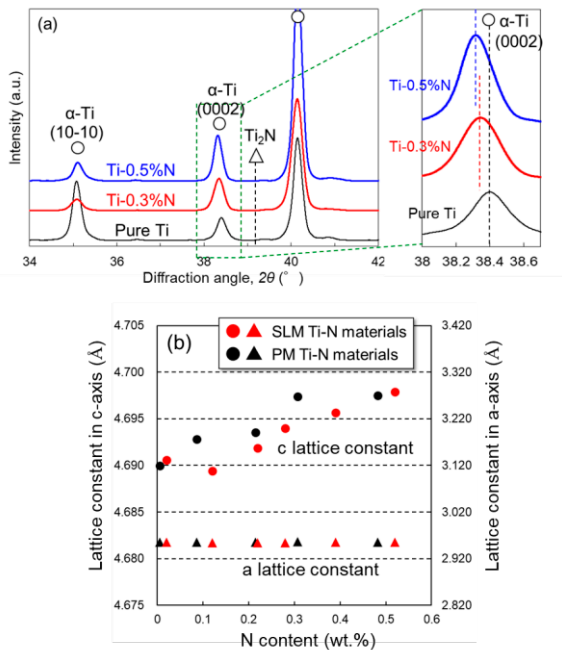 (a)
α-Ti
(10-10)
α-Ti
(0002)
Ti₂N
Ti-0.5%N
Ti-0.3%N
Pure Ti
Intensity (a.u.)
34 36 38 40 42
Diffraction angle, 2θ (°)
α-Ti
(0002)
Ti-0.5%N
Ti-0.3%N
Pure Ti
38 38.2 38.4 38.6
(b)
SLM Ti-N materials
PM Ti-N materials
c lattice constant
a lattice constant
Lattice constant in c-axis (Å)
4.705
4.700
4.695
4.690
4.685
4.680
4.675
Lattice constant in a-axis (Å)
3.420
3.320
3.220
3.120
3.020
2.920
2.820
0 0.1 0.2 0.3 0.4 0.5 0.6
N content (wt.%)